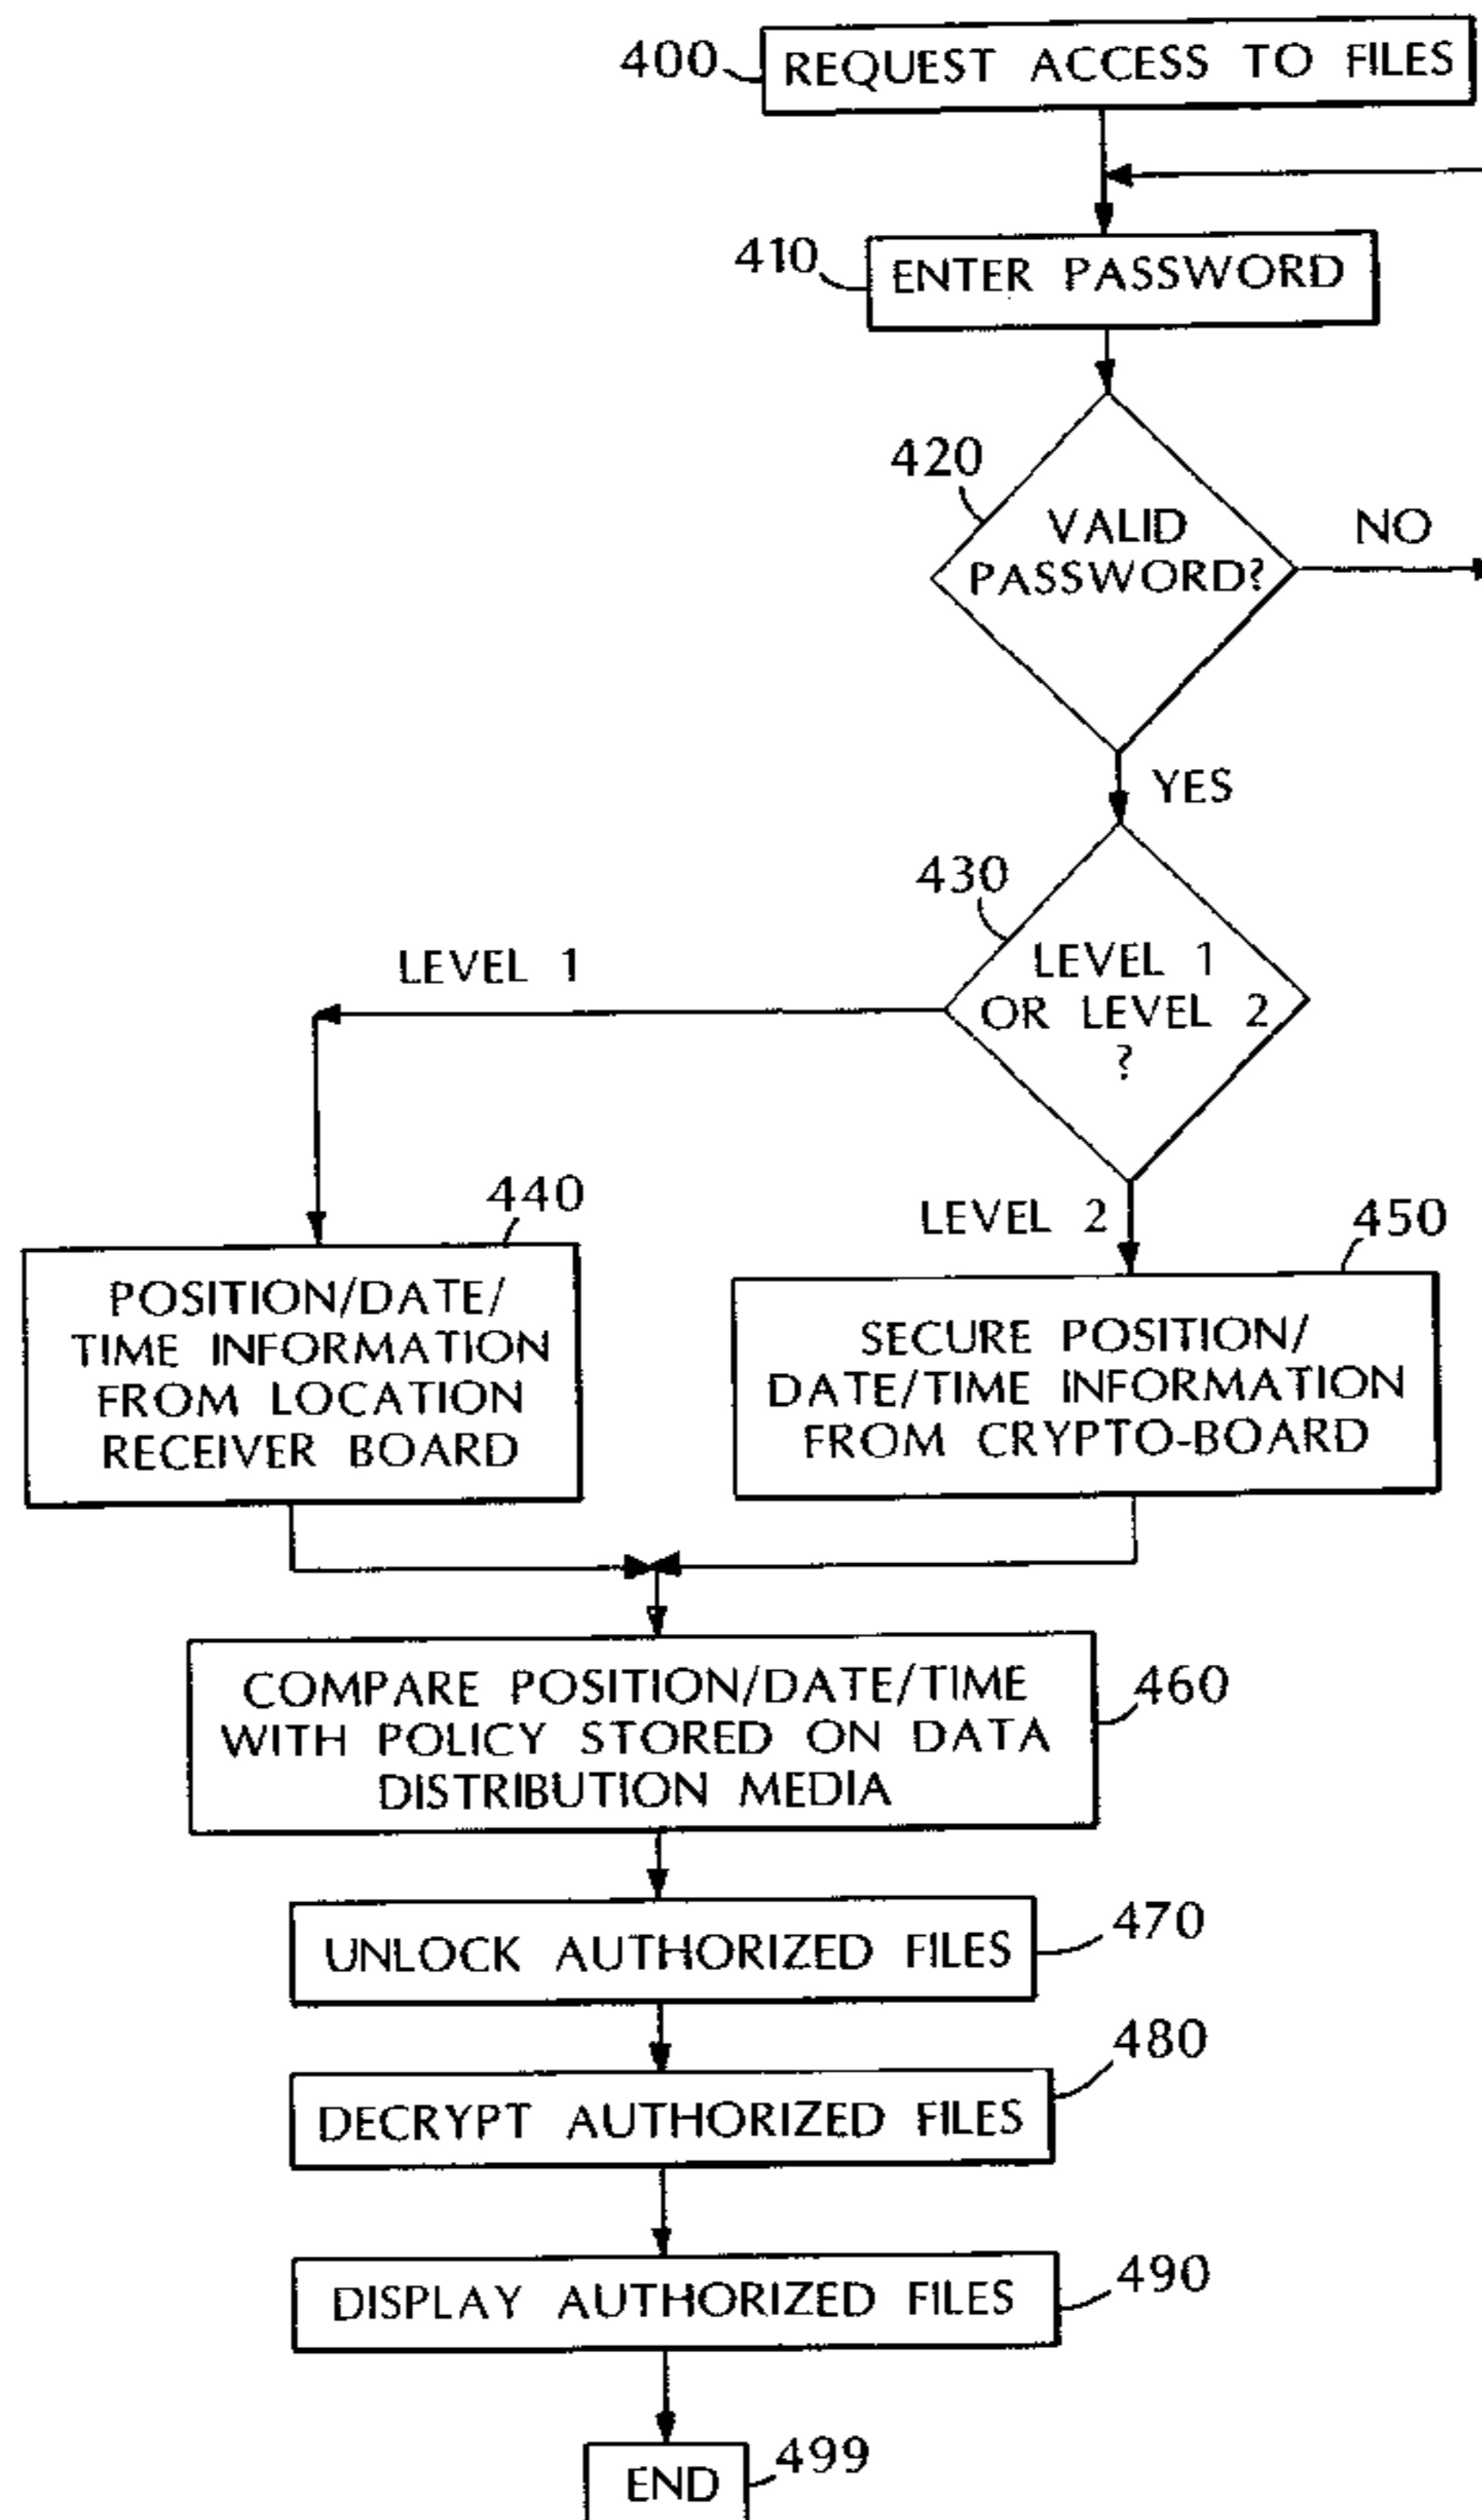 400
REQUEST ACCESS TO FILES
410
ENTER PASSWORD
420
VALID
PASSWORD?
NO
YES
430
LEVEL 1
OR LEVEL 2
?
LEVEL 1
LEVEL 2
440
POSITION/DATE/
TIME INFORMATION
FROM LOCATION
RECEIVER BOARD
450
SECURE POSITION/
DATE/TIME INFORMATION
FROM CRYPTO-BOARD
COMPARE POSITION/DATE/TIME
WITH POLICY STORED ON DATA
DISTRIBUTION MEDIA
460
UNLOCK AUTHORIZED FILES
470
DECRYPT AUTHORIZED FILES
480
DISPLAY AUTHORIZED FILES
490
END
499